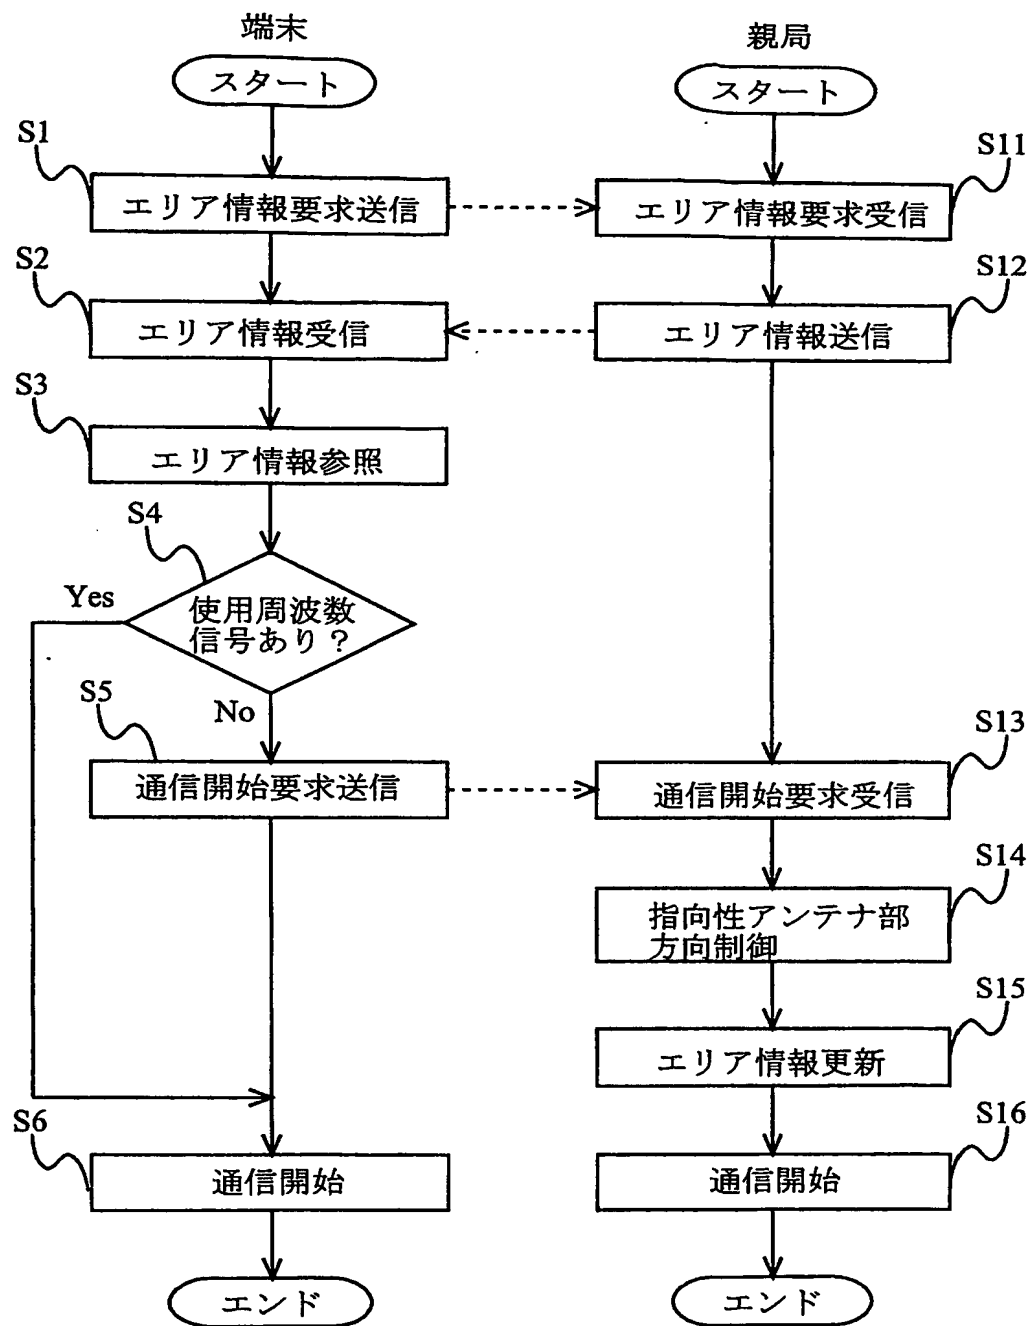 端末
親局
スタート
スタート
S1
エリア情報要求送信
エリア情報要求受信
S11
S2
エリア情報受信
エリア情報送信
S12
S3
エリア情報参照
S4
Yes
使用周波数
信号あり？
No
S5
通信開始要求送信
通信開始要求受信
S13
指向性アンテナ部
方向制御
S14
エリア情報更新
S15
S6
通信開始
通信開始
S16
エンド
エンド